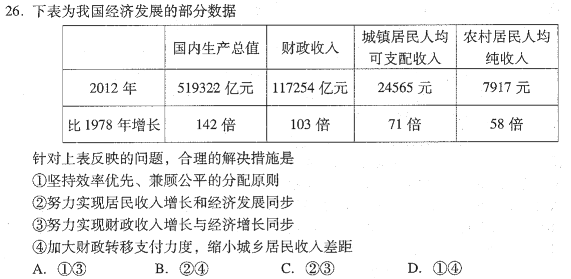 26. 下表为我国经济发展的部分数据
国内生产总值 财政收入 城镇居民人均可支配收入 农村居民人均纯收入
2012 年 519322 亿元 117254 亿元 24565 元 7917 元
比 1978 年增长 142 倍 103 倍 71 倍 58 倍
针对上表反映的问题，合理的解决措施是
①坚持效率优先、兼顾公平的分配原则
②努力实现居民收入增长和经济发展同步
③努力实现财政收入增长与经济增长同步
④加大财政转移支付力度，缩小城乡居民收入差距
A. ①③ B. ②④ C. ②③ D. ①④